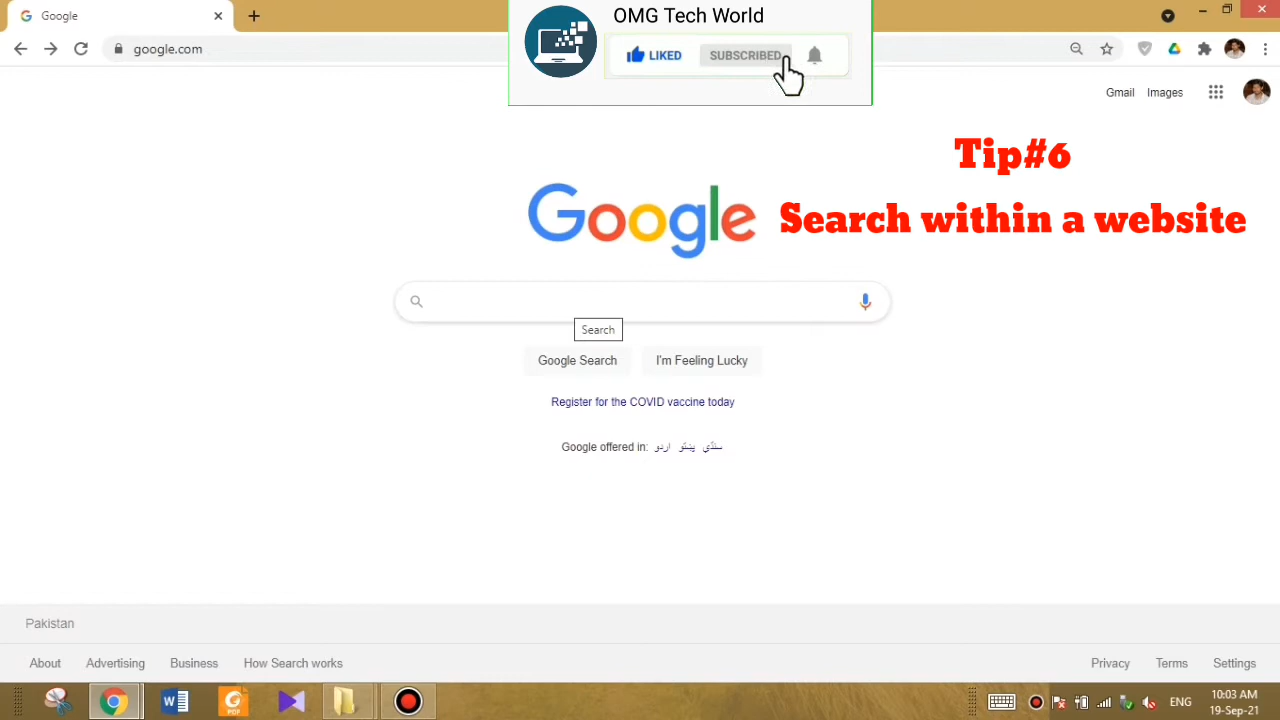 Google
OMG Tech World
google.com
LIKED
SUBSCRIBED
Gmail
Images
Tip#6
Google
Search within a website
Search
Google Search
I'm Feeling Lucky
Register for the COVID vaccine today
Google offered in: اردو پښتو سنڌي
Pakistan
About
Advertising
Business
How Search works
Privacy
Terms
Settings
PDF
ENG
10:03 AM
19-Sep-21